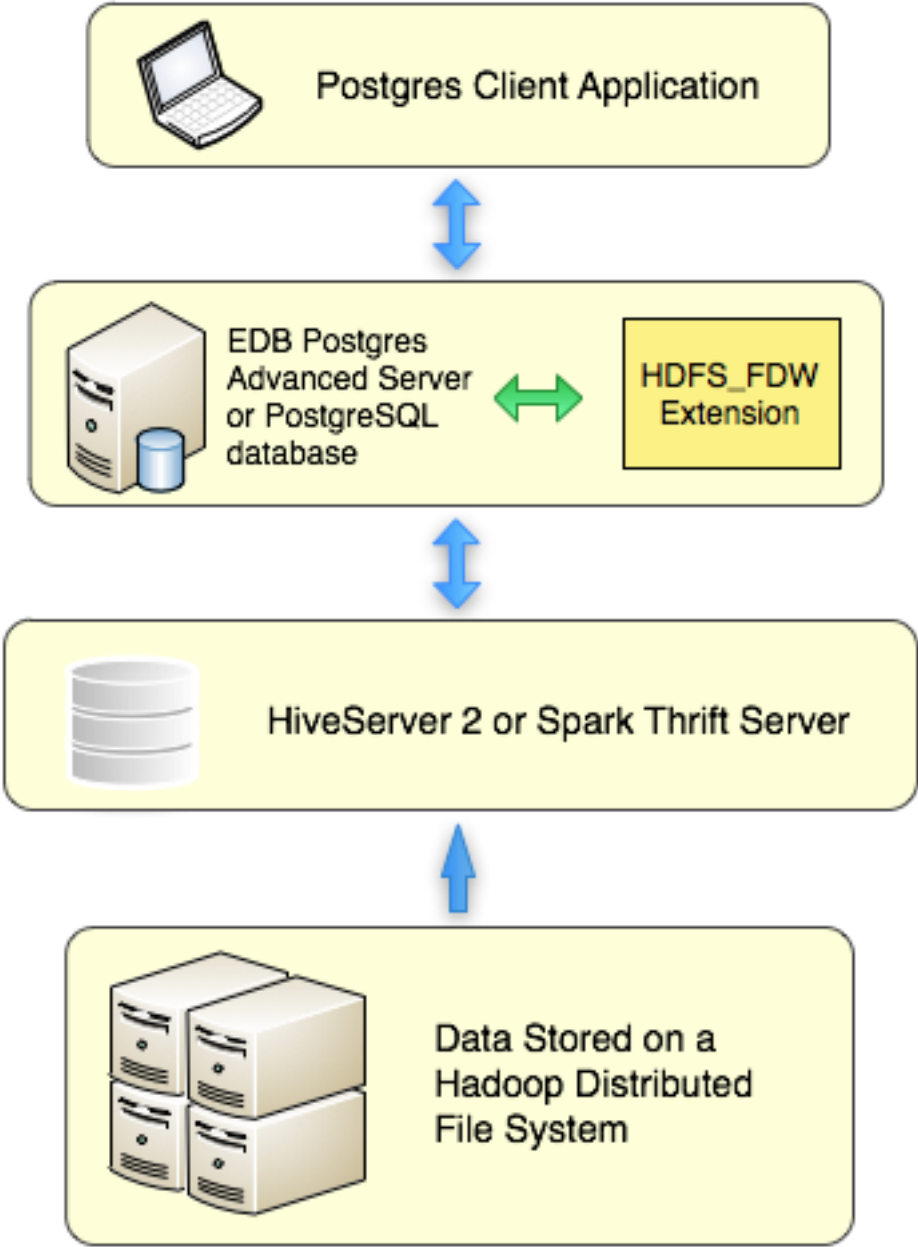 Postgres Client Application
EDB Postgres
Advanced Server
or PostgreSQL
database
HDFS_FDW
Extension
HiveServer 2 or Spark Thrift Server
Data Stored on a
Hadoop Distributed
File System